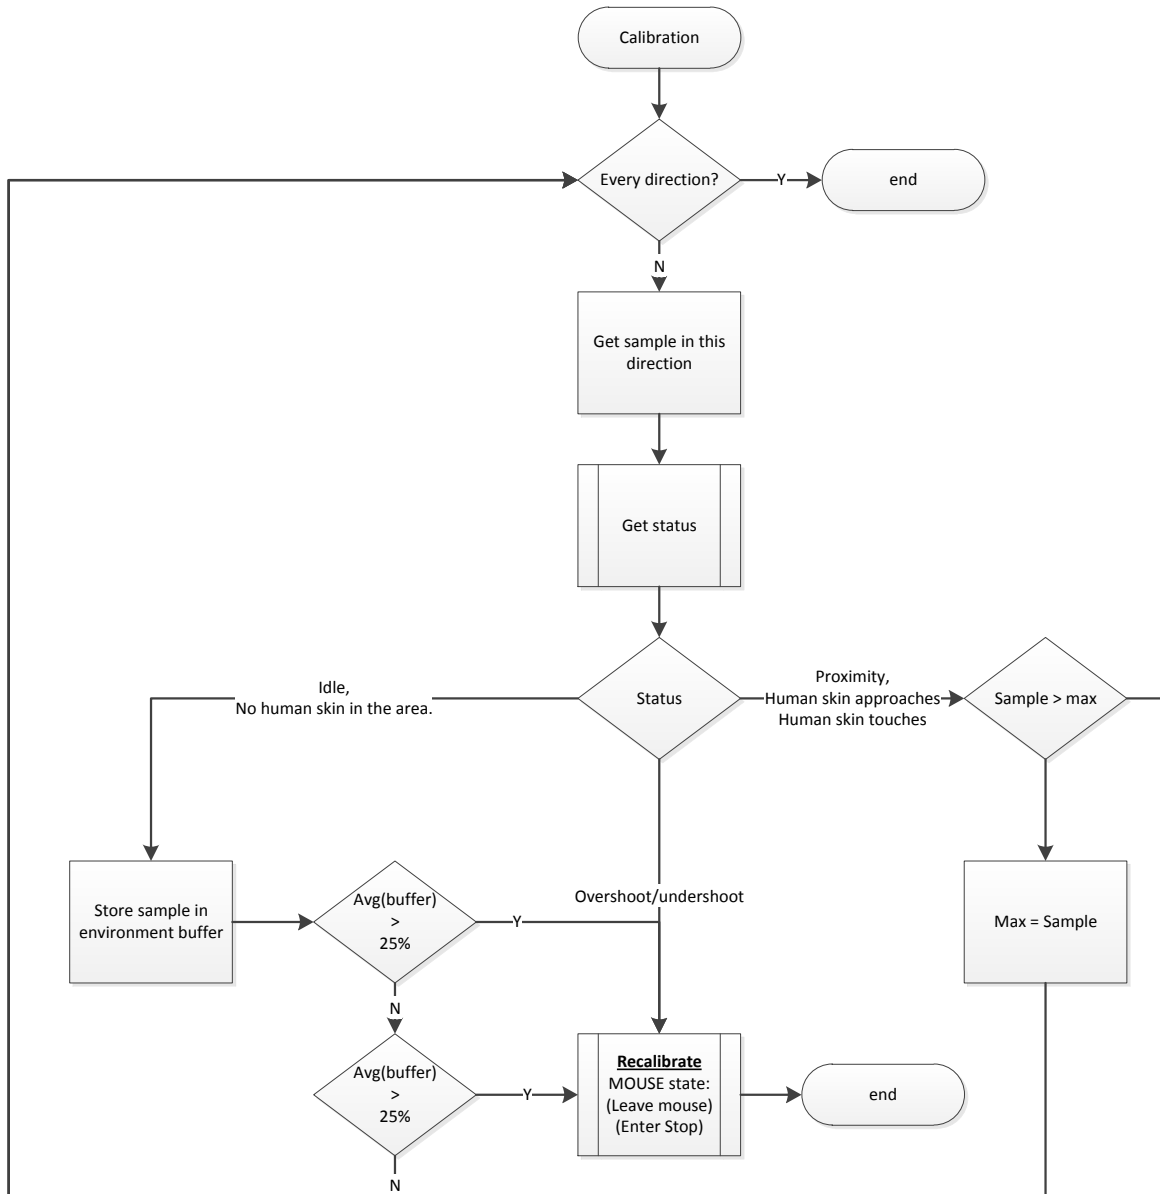 Calibration
Every direction?
Y
end
N
Get sample in this
direction
Get status
Status
Idle,
No human skin in the area.
Proximity,
Human skin approaches
Human skin touches
Sample > max
Overshoot/undershoot
Store sample in
environment buffer
Avg(buffer)
>
25%
Y
Max = Sample
N
Avg(buffer)
>
25%
Y
Recalibrate
MOUSE state:
(Leave mouse)
(Enter Stop)
end
N